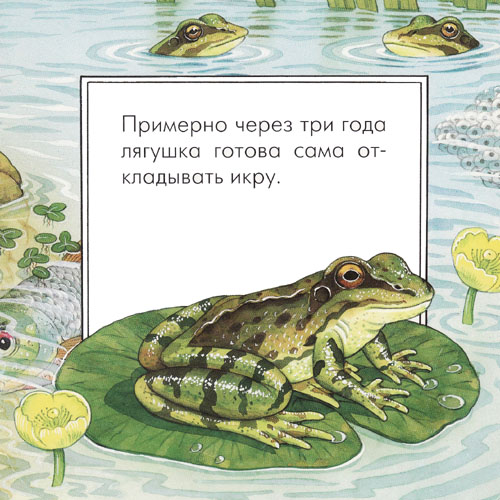 Примерно через три года
лягушка готова сама от-
кладывать икру.